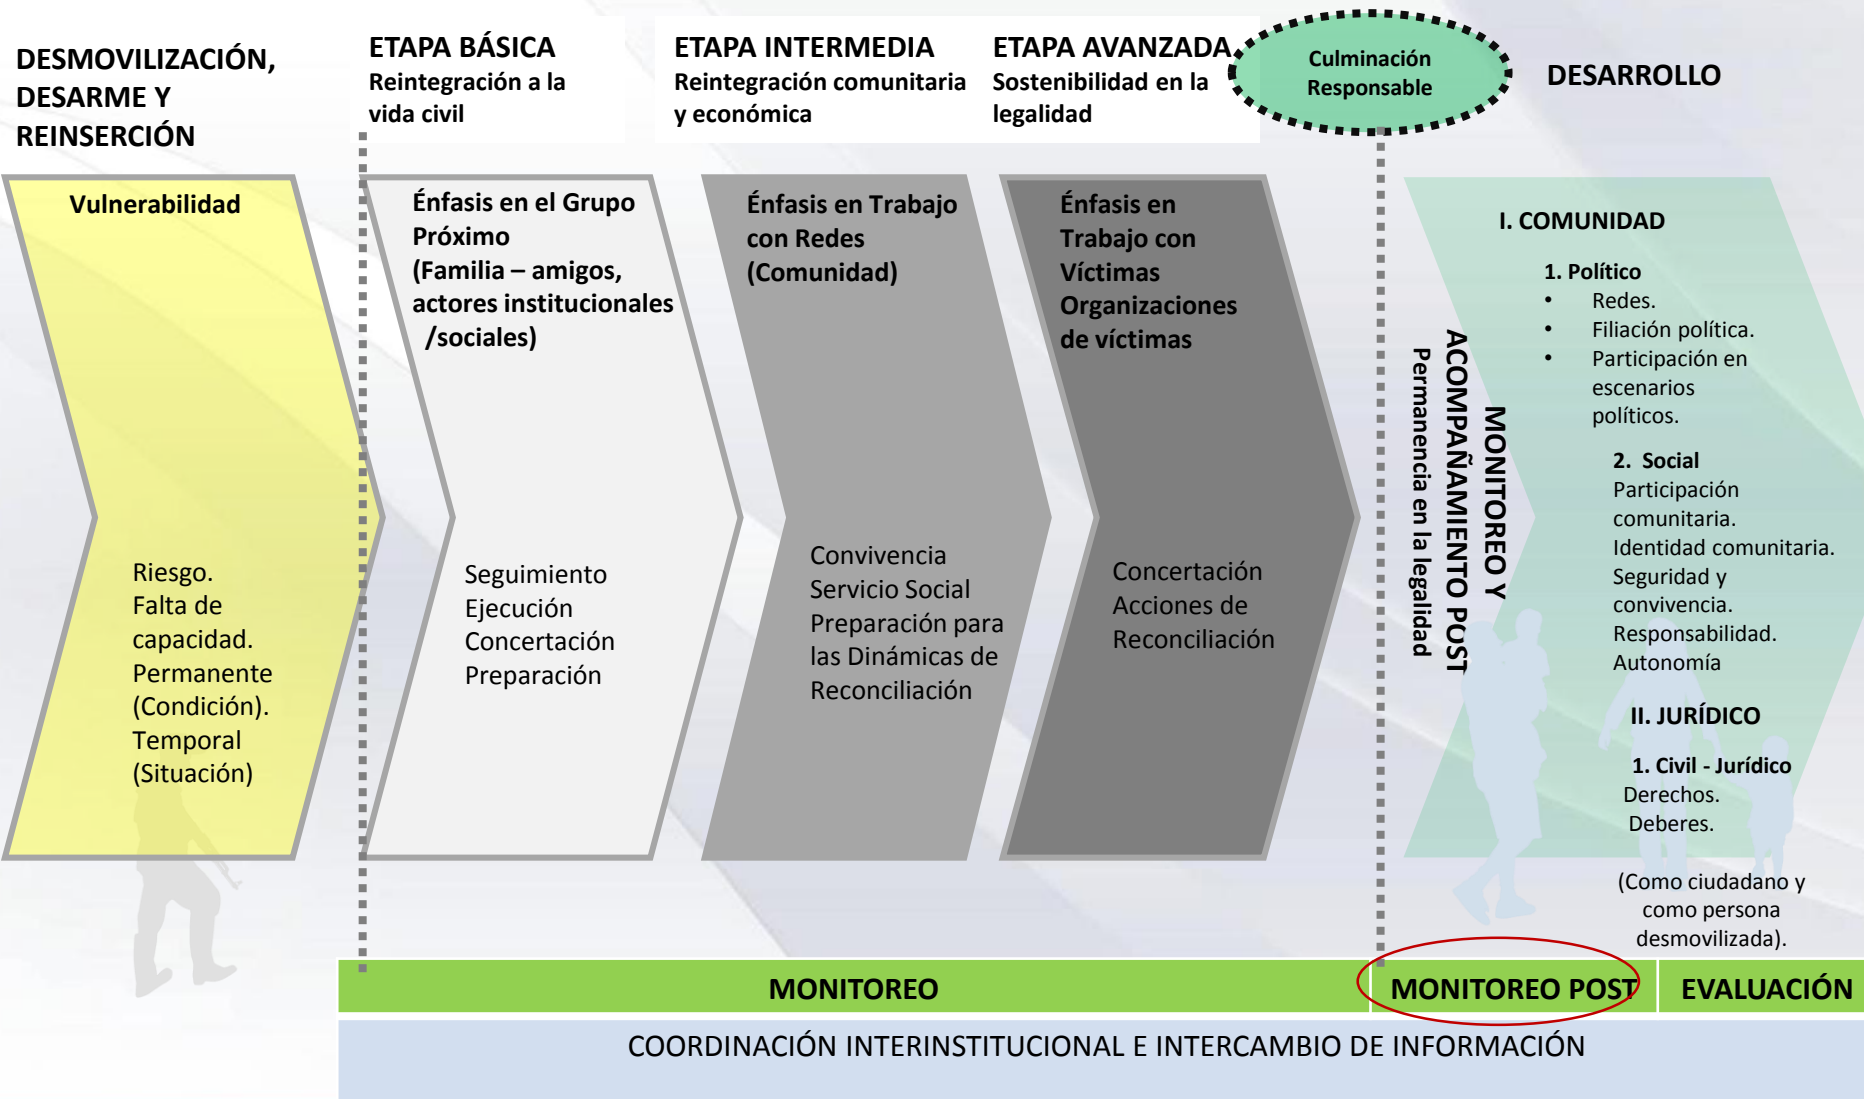 DESMOVILIZACIÓN,
DESARME Y
REINSERCIÓN
ETAPA BÁSICA
Reintegración a la
vida civil
ETAPA INTERMEDIA
Reintegración comunitaria
y económica
ETAPA AVANZADA
Sostenibilidad en la
legalidad
Culminación
Responsable
DESARROLLO
Vulnerabilidad
Riesgo.
Falta de
capacidad.
Permanente
(Condición).
Temporal
(Situación)
Énfasis en el Grupo
Próximo
(Familia – amigos,
actores institucionales
/sociales)
Seguimiento
Ejecución
Concertación
Preparación
Énfasis en Trabajo
con Redes
(Comunidad)
Convivencia
Servicio Social
Preparación para
las Dinámicas de
Reconciliación
Énfasis en
Trabajo con
Víctimas
Organizaciones
de víctimas
Concertación
Acciones de
Reconciliación
MONITOREO Y
ACOMPAÑAMIENTO POST
Permanencia en la legalidad
I. COMUNIDAD
1. Político
• Redes.
• Filiación política.
• Participación en
escenarios
políticos.
2. Social
Participación
comunitaria.
Identidad comunitaria.
Seguridad y
convivencia.
Responsabilidad.
Autonomía
II. JURÍDICO
1. Civil - Jurídico
Derechos.
Deberes.
(Como ciudadano y
como persona
desmovilizada).
MONITOREO
MONITOREO POST
EVALUACIÓN
COORDINACIÓN INTERINSTITUCIONAL E INTERCAMBIO DE INFORMACIÓN